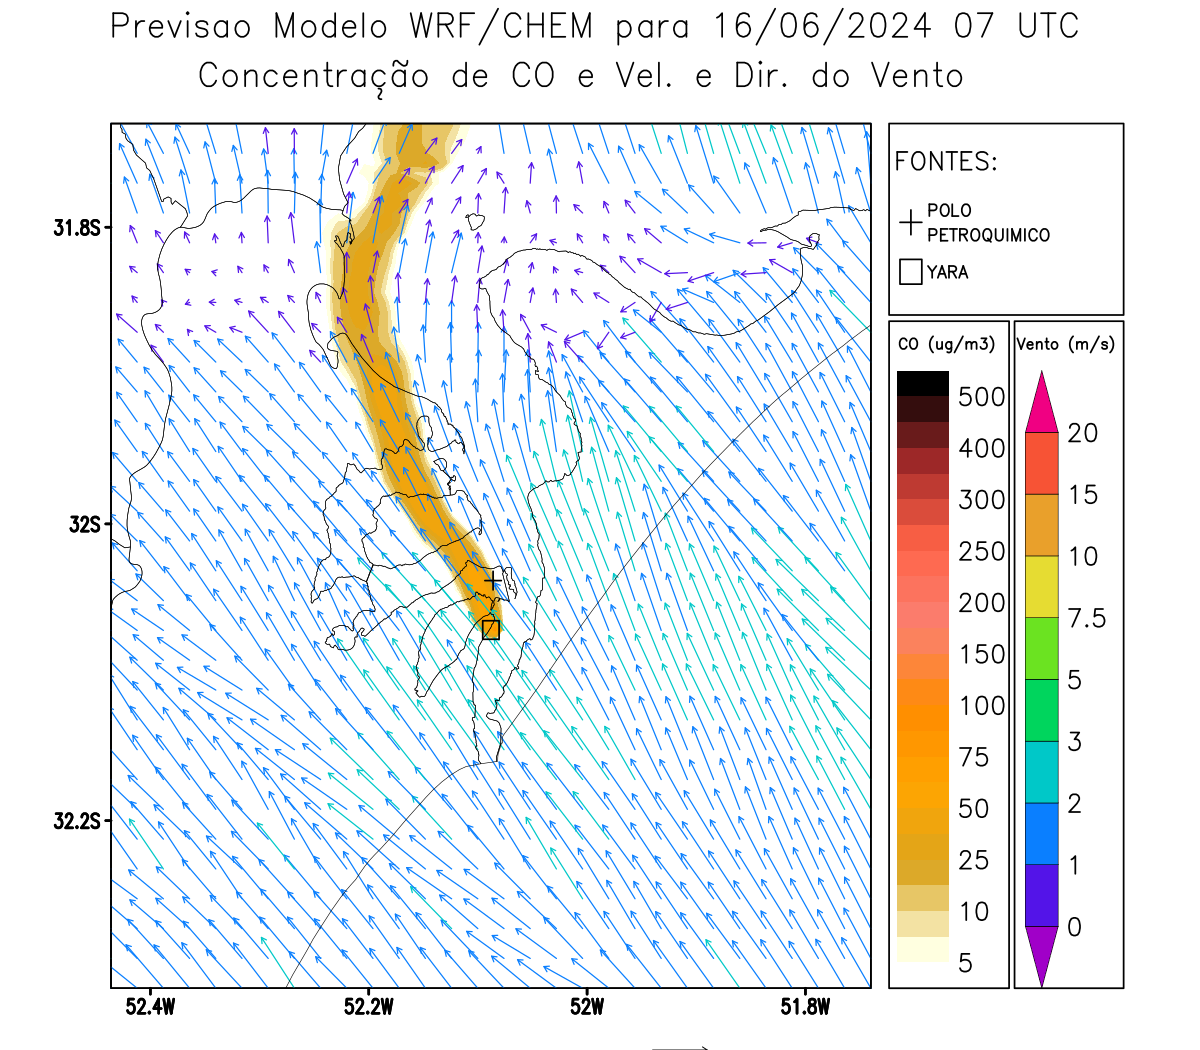 Previsao Modelo WRF/CHEM para 16/06/2024 07 UTC
Concentração de CO e Vel. e Dir. do Vento
FONTES:
POLO
PETROQUIMICO
YARA
CO (ug/m3)
500
400
300
250
200
150
100
75
50
25
10
5
Vento (m/s)
20
15
10
7.5
5
3
2
1
0
31.8S
32S
32.2S
52.4W
52.2W
52W
51.8W